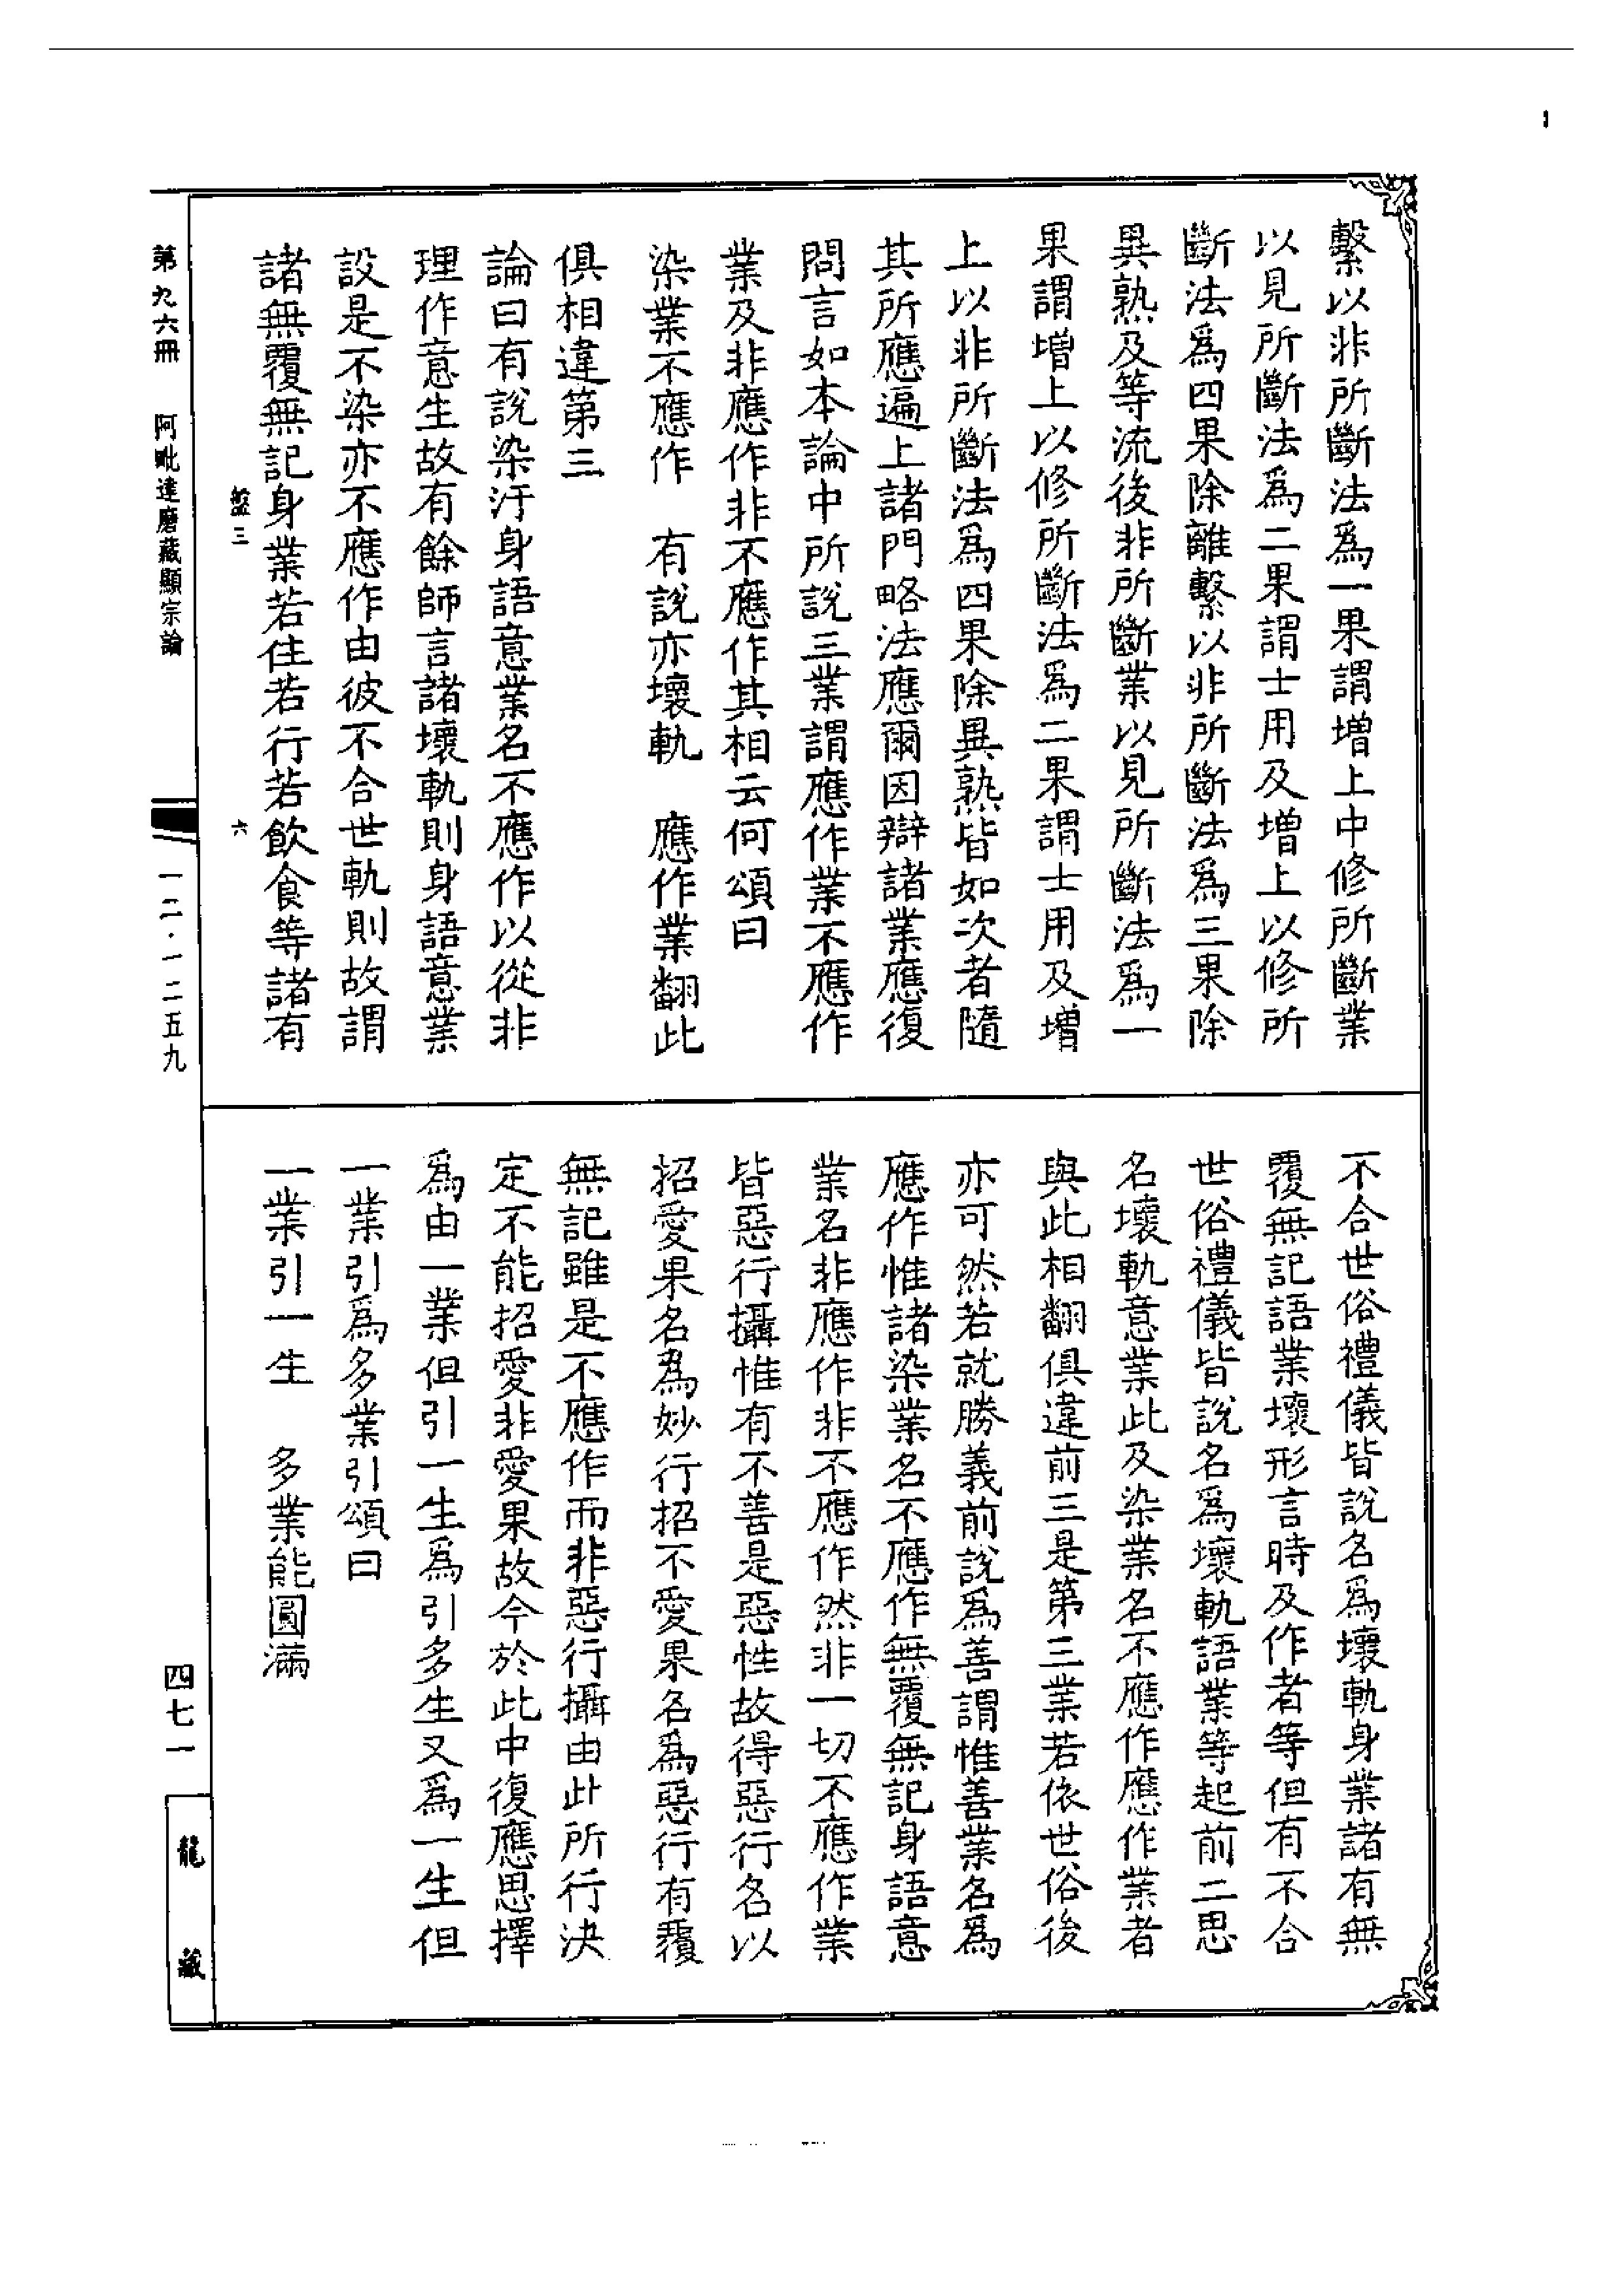 繫以非所斷法爲一果謂增上中修所斷業
以見所斷法爲二果謂士用及增上以修所
斷法爲四果除離繫以非所斷法爲三果除
異熟及等流後非所斷業以見所斷法爲一
果謂增上以修所斷法爲二果謂士用及增
上以非所斷法爲四果除異熟皆如次者隨
其所應遍上諸門略法應爾因辯諸業應復
問言如本論中所說三業謂應作業不應作
業及非應作非不應作其相云何頌曰
染業不應作　有說亦壞軌　應作業翻此
俱相違第三
論曰有說染汙身語意業名不應作以從非
理作意生故有餘師言諸壞軌則身語意業
設是不染亦不應作由彼不合世軌則故謂
諸無覆無記身業若住若行若飲食等諸有
不合世俗禮儀皆說名爲壞軌身業諸有無
覆無記語業壞形言時及作者等但有不合
世俗禮儀皆說名爲壞軌語業等起前二思
名壞軌意業此及染業名不應作應作業者
與此相翻俱違前三是第三業若依世俗後
亦可然若就勝義前說爲善謂惟善業名爲
應作惟諸染業名不應作無覆無記身語意
業名非應作非不應作然非一切不應作業
皆惡行攝惟有不善是惡性故得惡行名以
招愛果名爲妙行招不愛果名爲惡行有覆
無記雖是不應作而非惡行攝由此所行決
定不能招愛非愛果故今於此中復應思擇
爲由一業但引一生爲引多生又爲一生但
一業引爲多業引頌曰
一業引一生　多業能圓滿
第九六冊　阿毗達磨藏顯宗論
盤三　六
一二·一二五九
四七一
龍藏